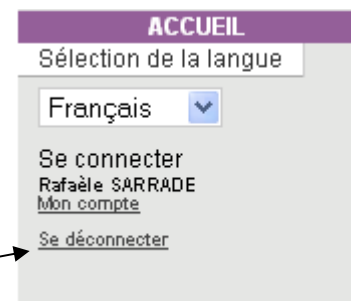 ACCUEIL
Sélection de la langue
Français
Se connecter
Rafaèle SARRADE
Mon compte
Se déconnecter